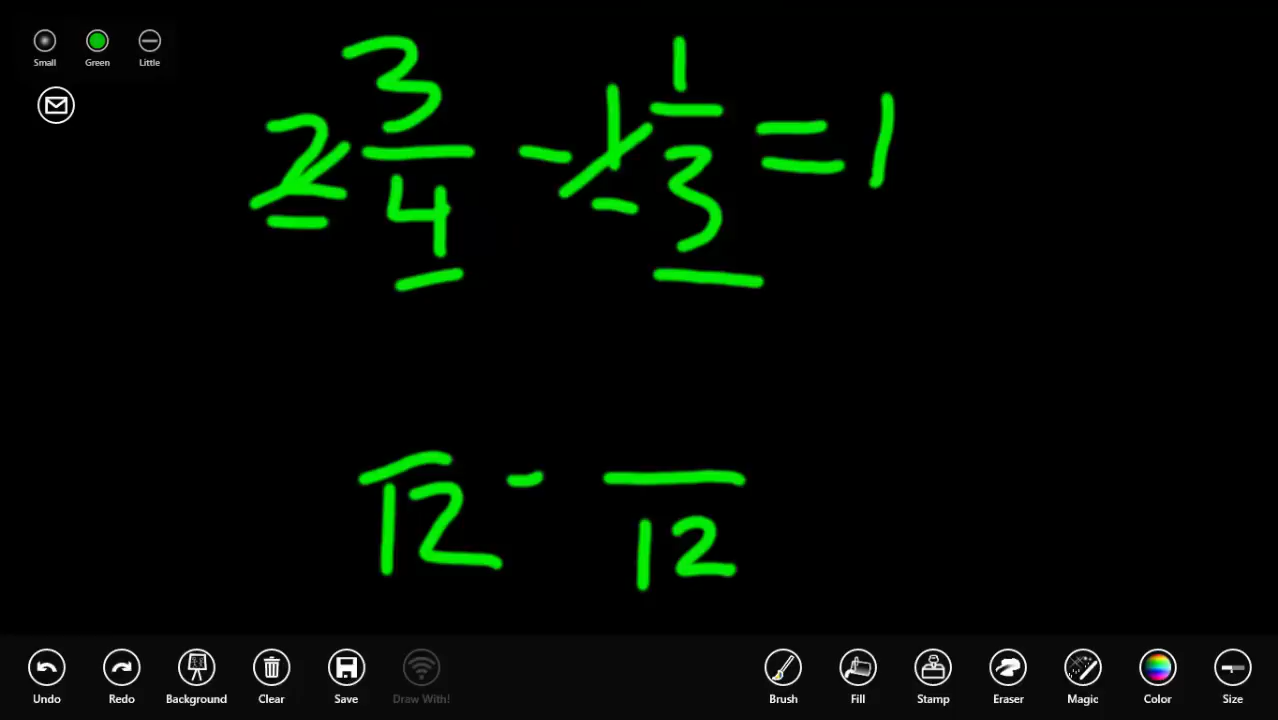 Small Green Little
2 3/4 - 1 1/3 = 1
/12 - /12
Undo Redo Background Clear Save Draw With! Brush Fill Stamp Eraser Magic Color Size